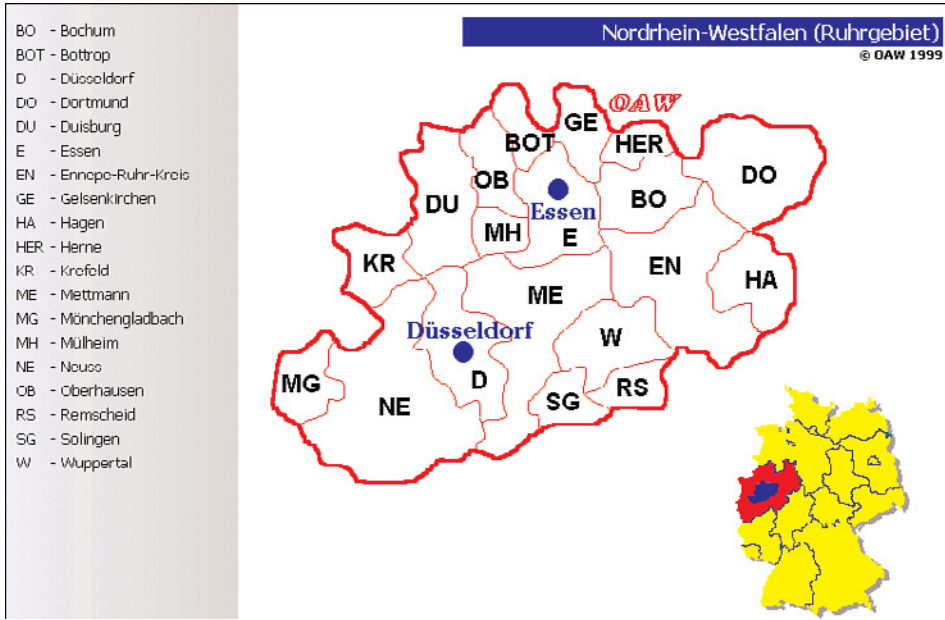 BO - Bochum
BOT - Bottrop
D - Düsseldorf
DO - Dortmund
DU - Duisburg
E - Essen
EN - Ennepe-Ruhr-Kreis
GE - Gelsenkirchen
HA - Hagen
HER - Herne
KR - Krefeld
ME - Mettmann
MG - Mönchengladbach
MH - Mülheim
NE - Neuss
OB - Oberhausen
RS - Remscheid
SG - Solingen
W - Wuppertal
Nordrhein-Westfalen (Ruhrgebiet)
© OAW 1999
OAW
GE
BOT
HER
OB
DO
DU
BO
Essen
MH
E
KR
EN
HA
ME
Düsseldorf
W
MG
D
RS
NE
SG